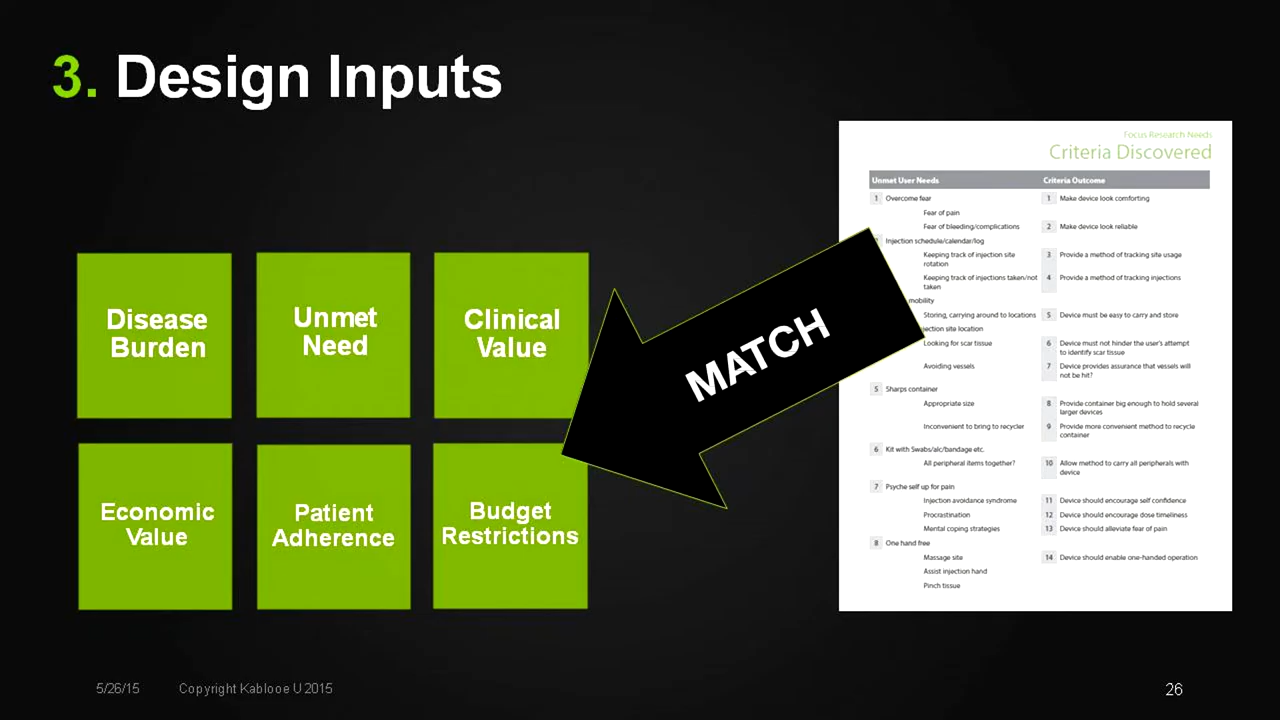 3. Design Inputs
Disease
Burden
Unmet
Need
Clinical
Value
Economic
Value
Patient
Adherence
Budget
Restrictions
MATCH
Focus Research Needs
Criteria Discovered
Unmet User Needs Criteria Outcome
1 Overcome fear 1 Make device look comforting
Fear of pain
Fear of bleeding/complications 2 Make device look reliable
Injection schedule/calendar/log
Keeping track of injection site 3 Provide a method of tracking site usage
rotation
Keeping track of injections taken/not 4 Provide a method of tracking injections
taken
mobility
Storing, carrying around to locations 5 Device must be easy to carry and store
site location
Looking for scar tissue 6 Device must not hinder the user's attempt
to identify scar tissue
Avoiding vessels 7 Device provides assurance that vessels will
not be hit?
5 Sharps container
Appropriate size 8 Provide container big enough to hold several
larger devices
Inconvenient to bring to recycler 9 Provide more convenient method to recycle
container
6 Kit with Swabs/alc/bandage etc.
All peripheral items together? 10 Allow method to carry all peripherals with
device
7 Psyche self up for pain
Injection avoidance syndrome 11 Device should encourage self confidence
Procrastination 12 Device should encourage dose timeliness
Mental coping strategies 13 Device should alleviate fear of pain
8 One hand free
Massage site 14 Device should enable one-handed operation
Assist injection hand
Pinch tissue
5/26/15 Copyright Kablooe U 2015 26